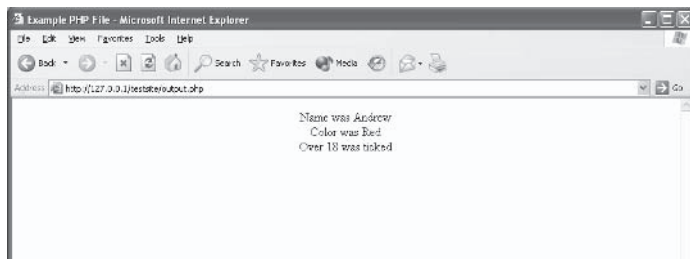 Example PHP File - Microsoft Internet Explorer
File Edit View Favorites Tools Help
Back Search Favorites Media
Address http://127.0.0.1/testsite/output.php Go
Name was Andrew
Color was Red
Over 18 was ticked